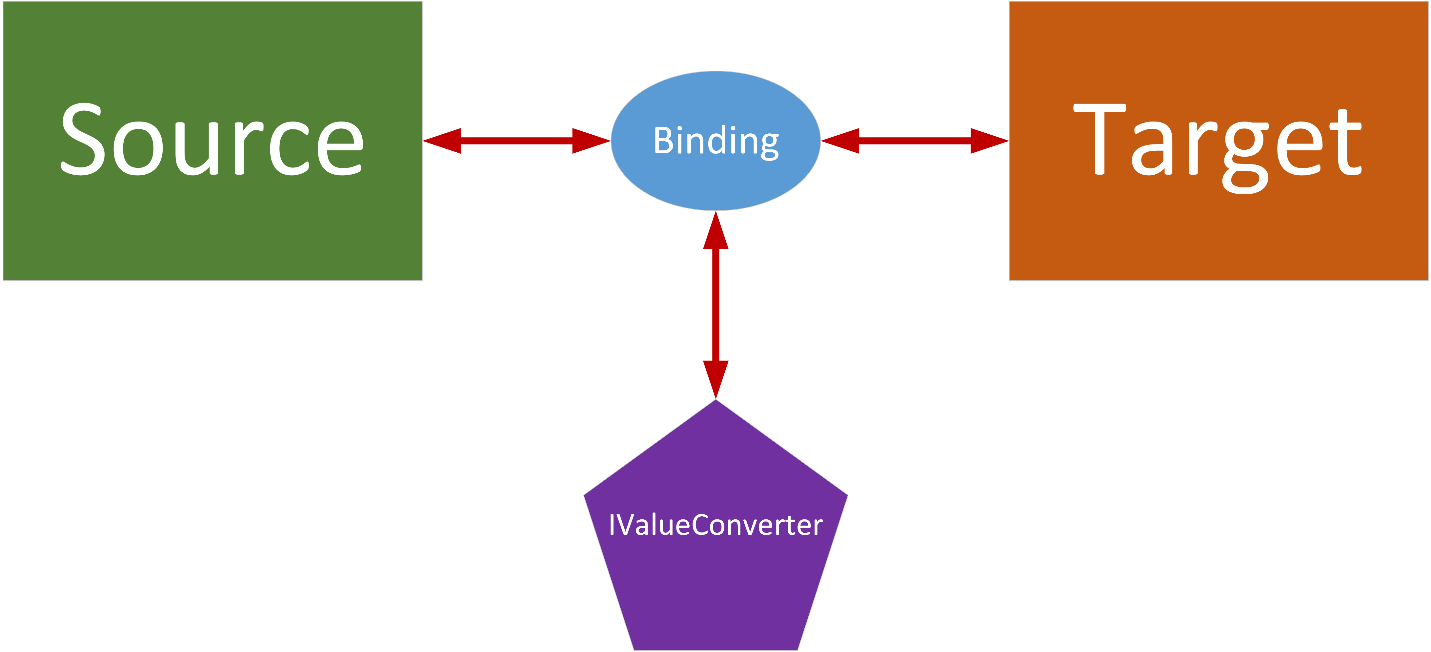 Source
Binding
Target
IValueConverter